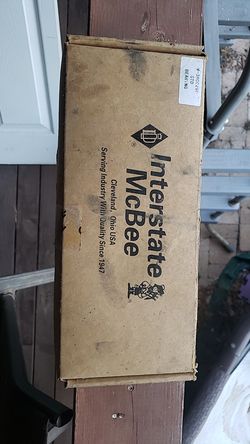 Interstate
McBee
®
Cleveland, Ohio USA
Serving Industry With Quality Since 1947